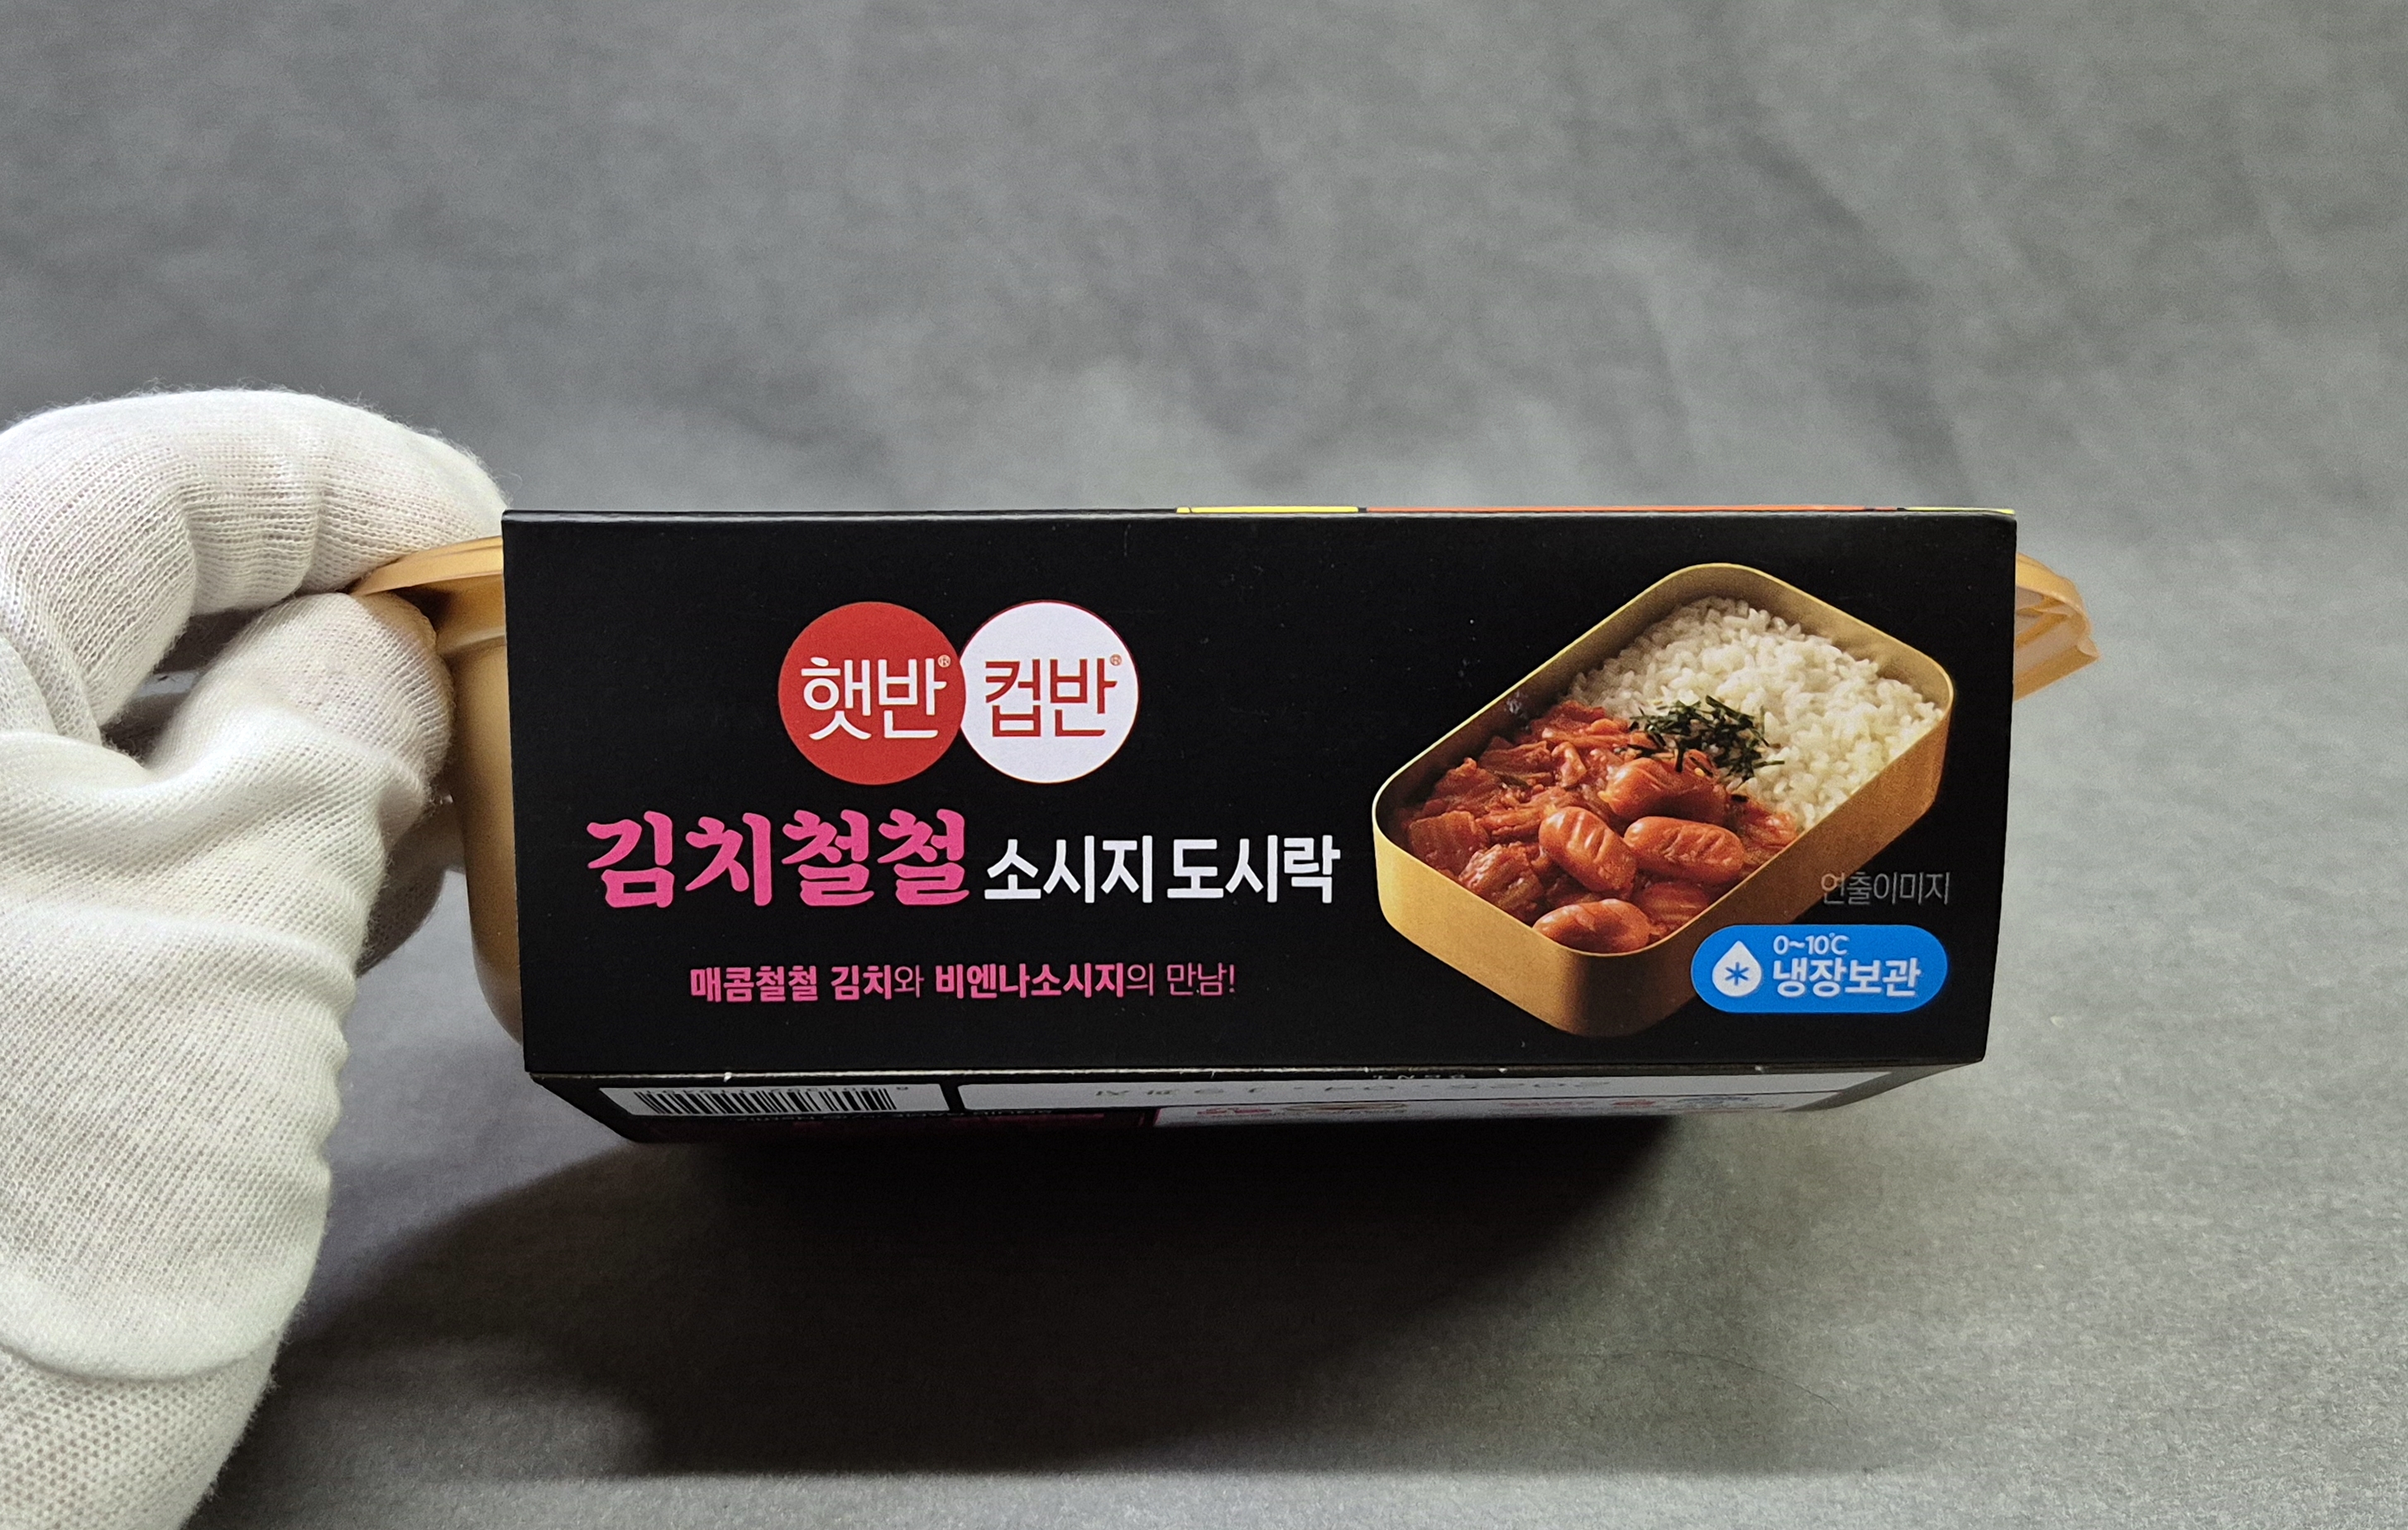 햇반® 컵반®
김치철철 소시지 도시락
매콤철철 김치와 비엔나소시지의 만남!
연출이미지
0~10℃
냉장보관